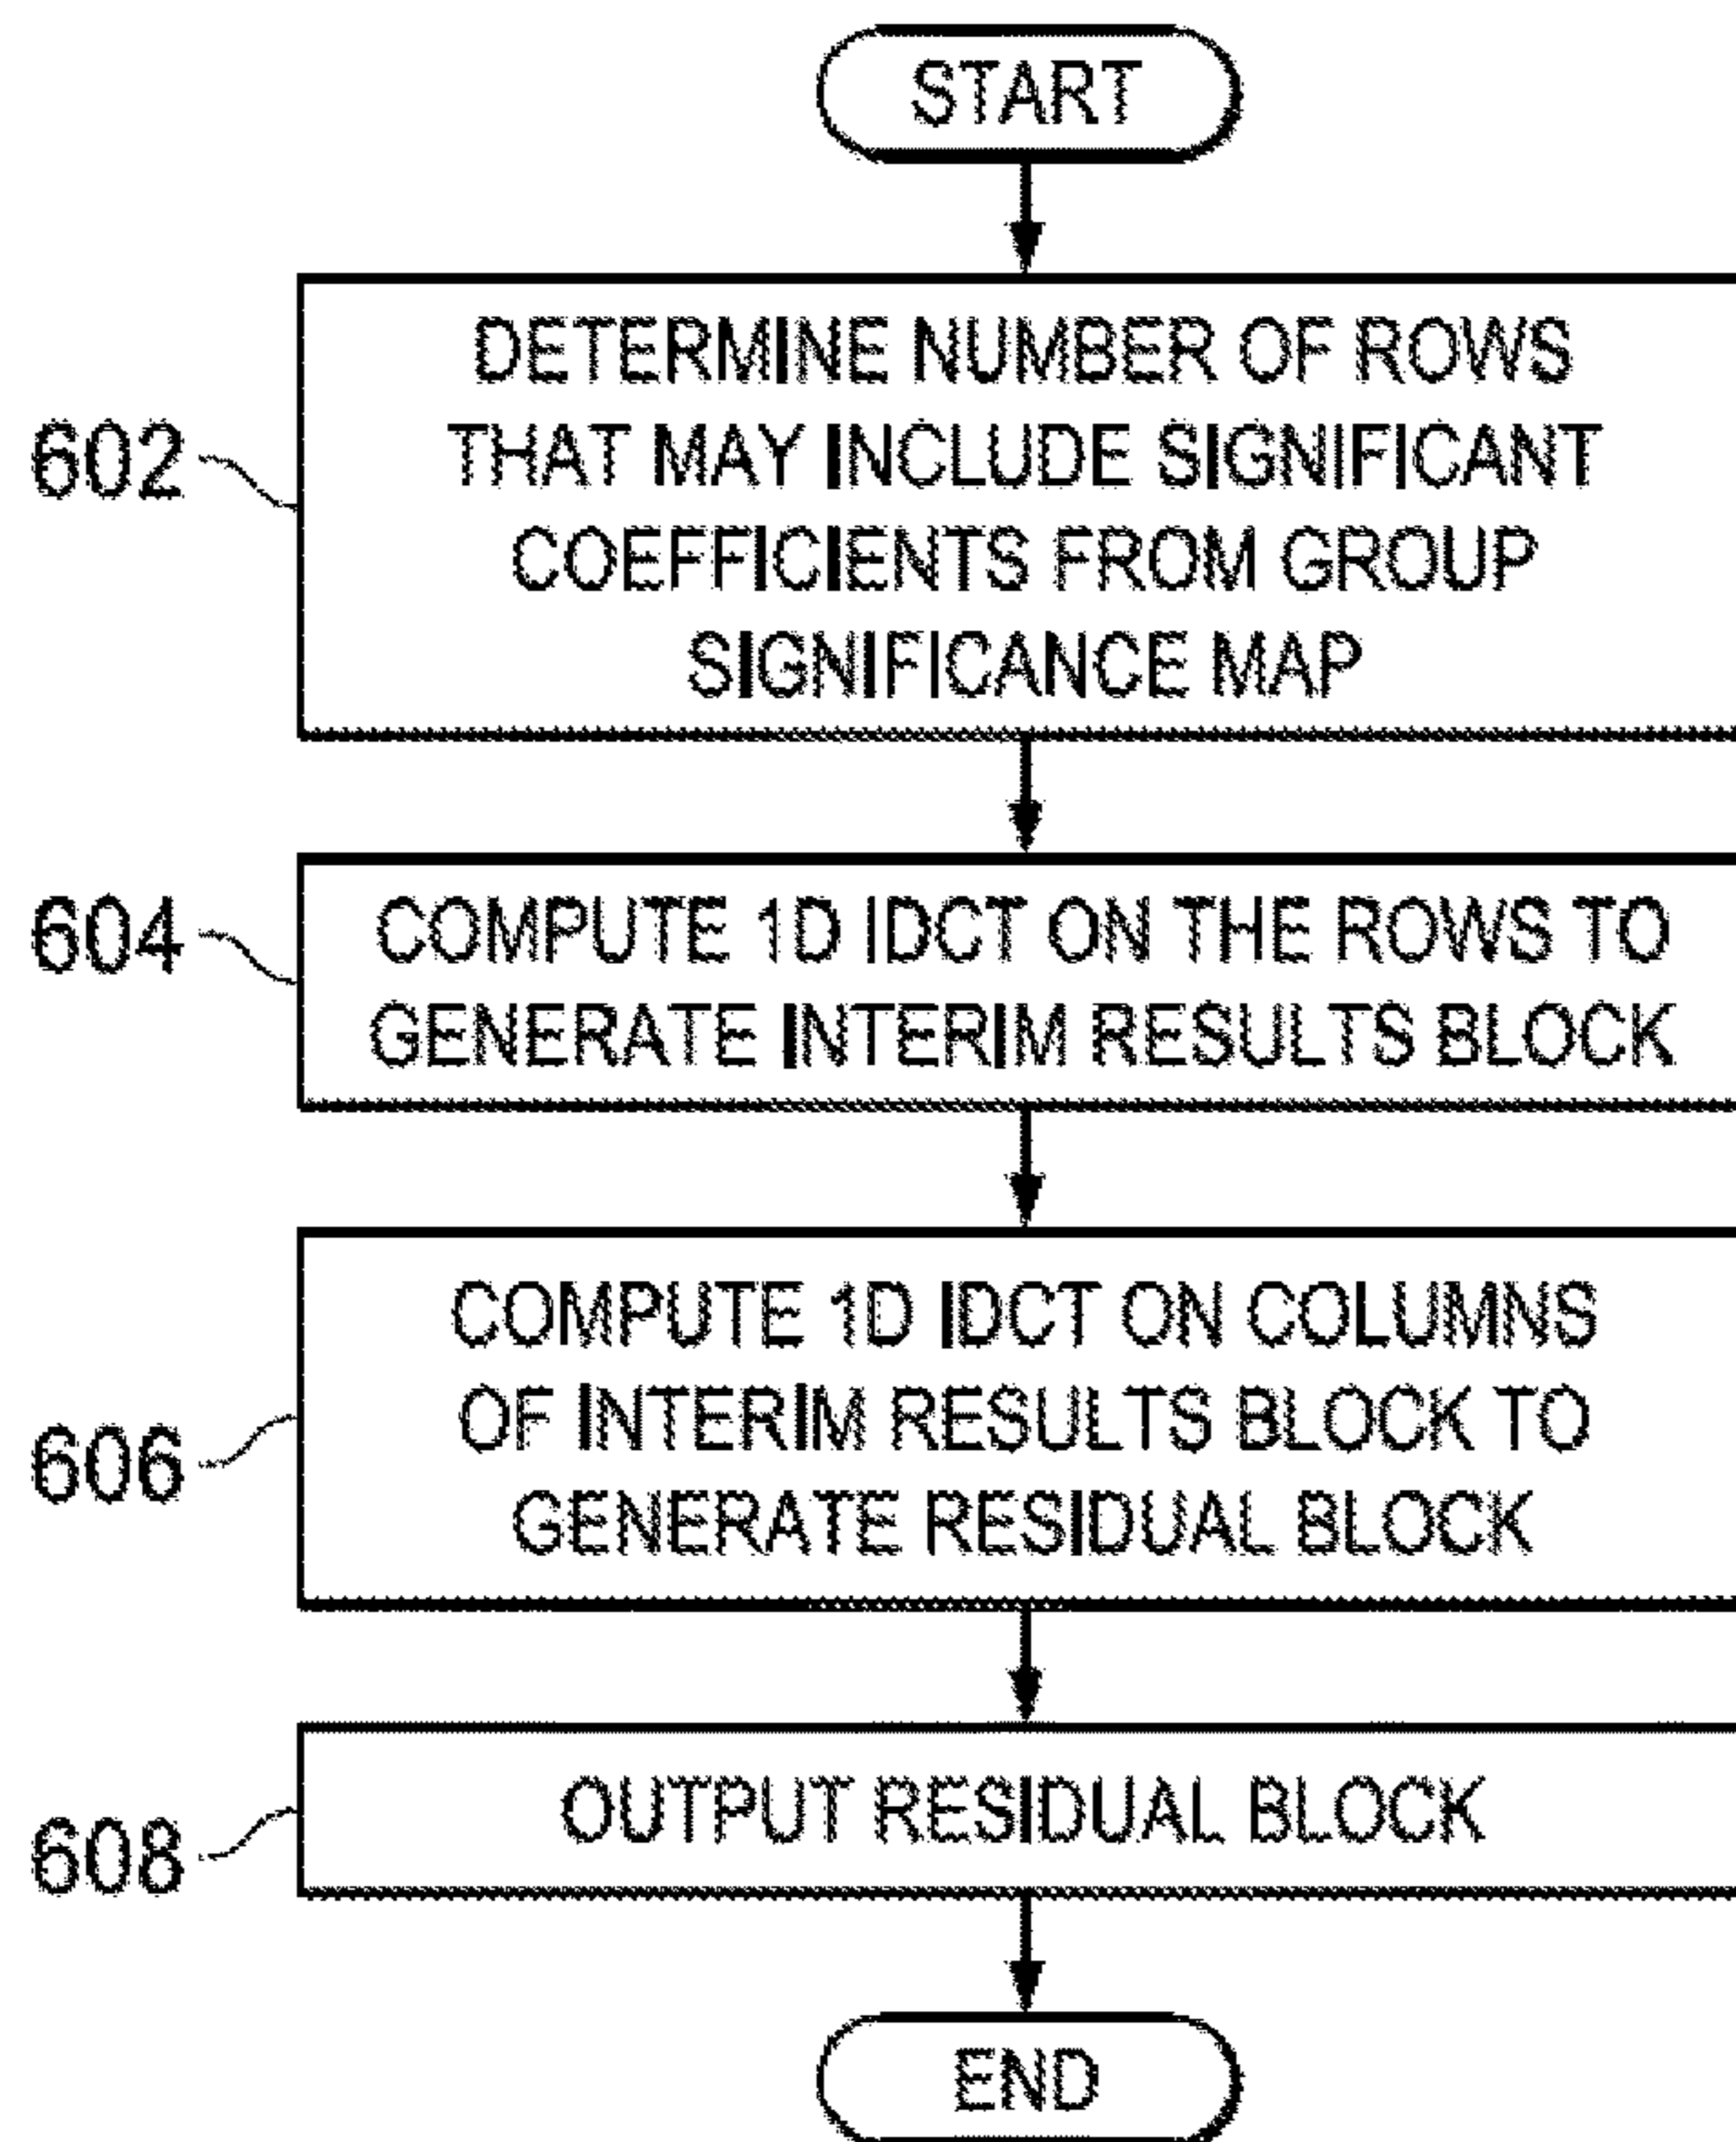 START
602
DETERMINE NUMBER OF ROWS
THAT MAY INCLUDE SIGNIFICANT
COEFFICIENTS FROM GROUP
SIGNIFICANCE MAP
604
COMPUTE 1D IDCT ON THE ROWS TO
GENERATE INTERIM RESULTS BLOCK
606
COMPUTE 1D IDCT ON COLUMNS
OF INTERIM RESULTS BLOCK TO
GENERATE RESIDUAL BLOCK
608
OUTPUT RESIDUAL BLOCK
END